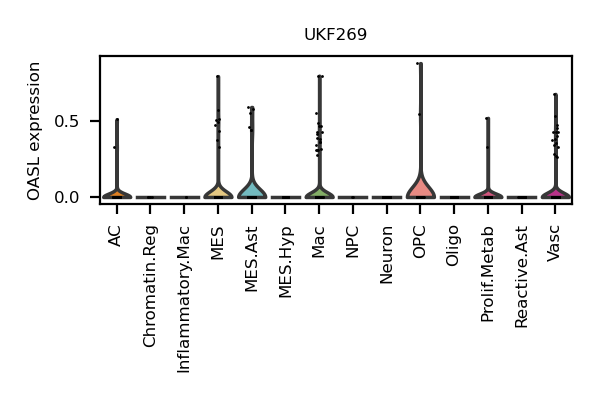 UKF269
OASL expression
0.5
0.0
AC
Chromatin.Reg
Inflammatory.Mac
MES
MES.Ast
MES.Hyp
Mac
NPC
Neuron
OPC
Oligo
Prolif.Metab
Reactive.Ast
Vasc